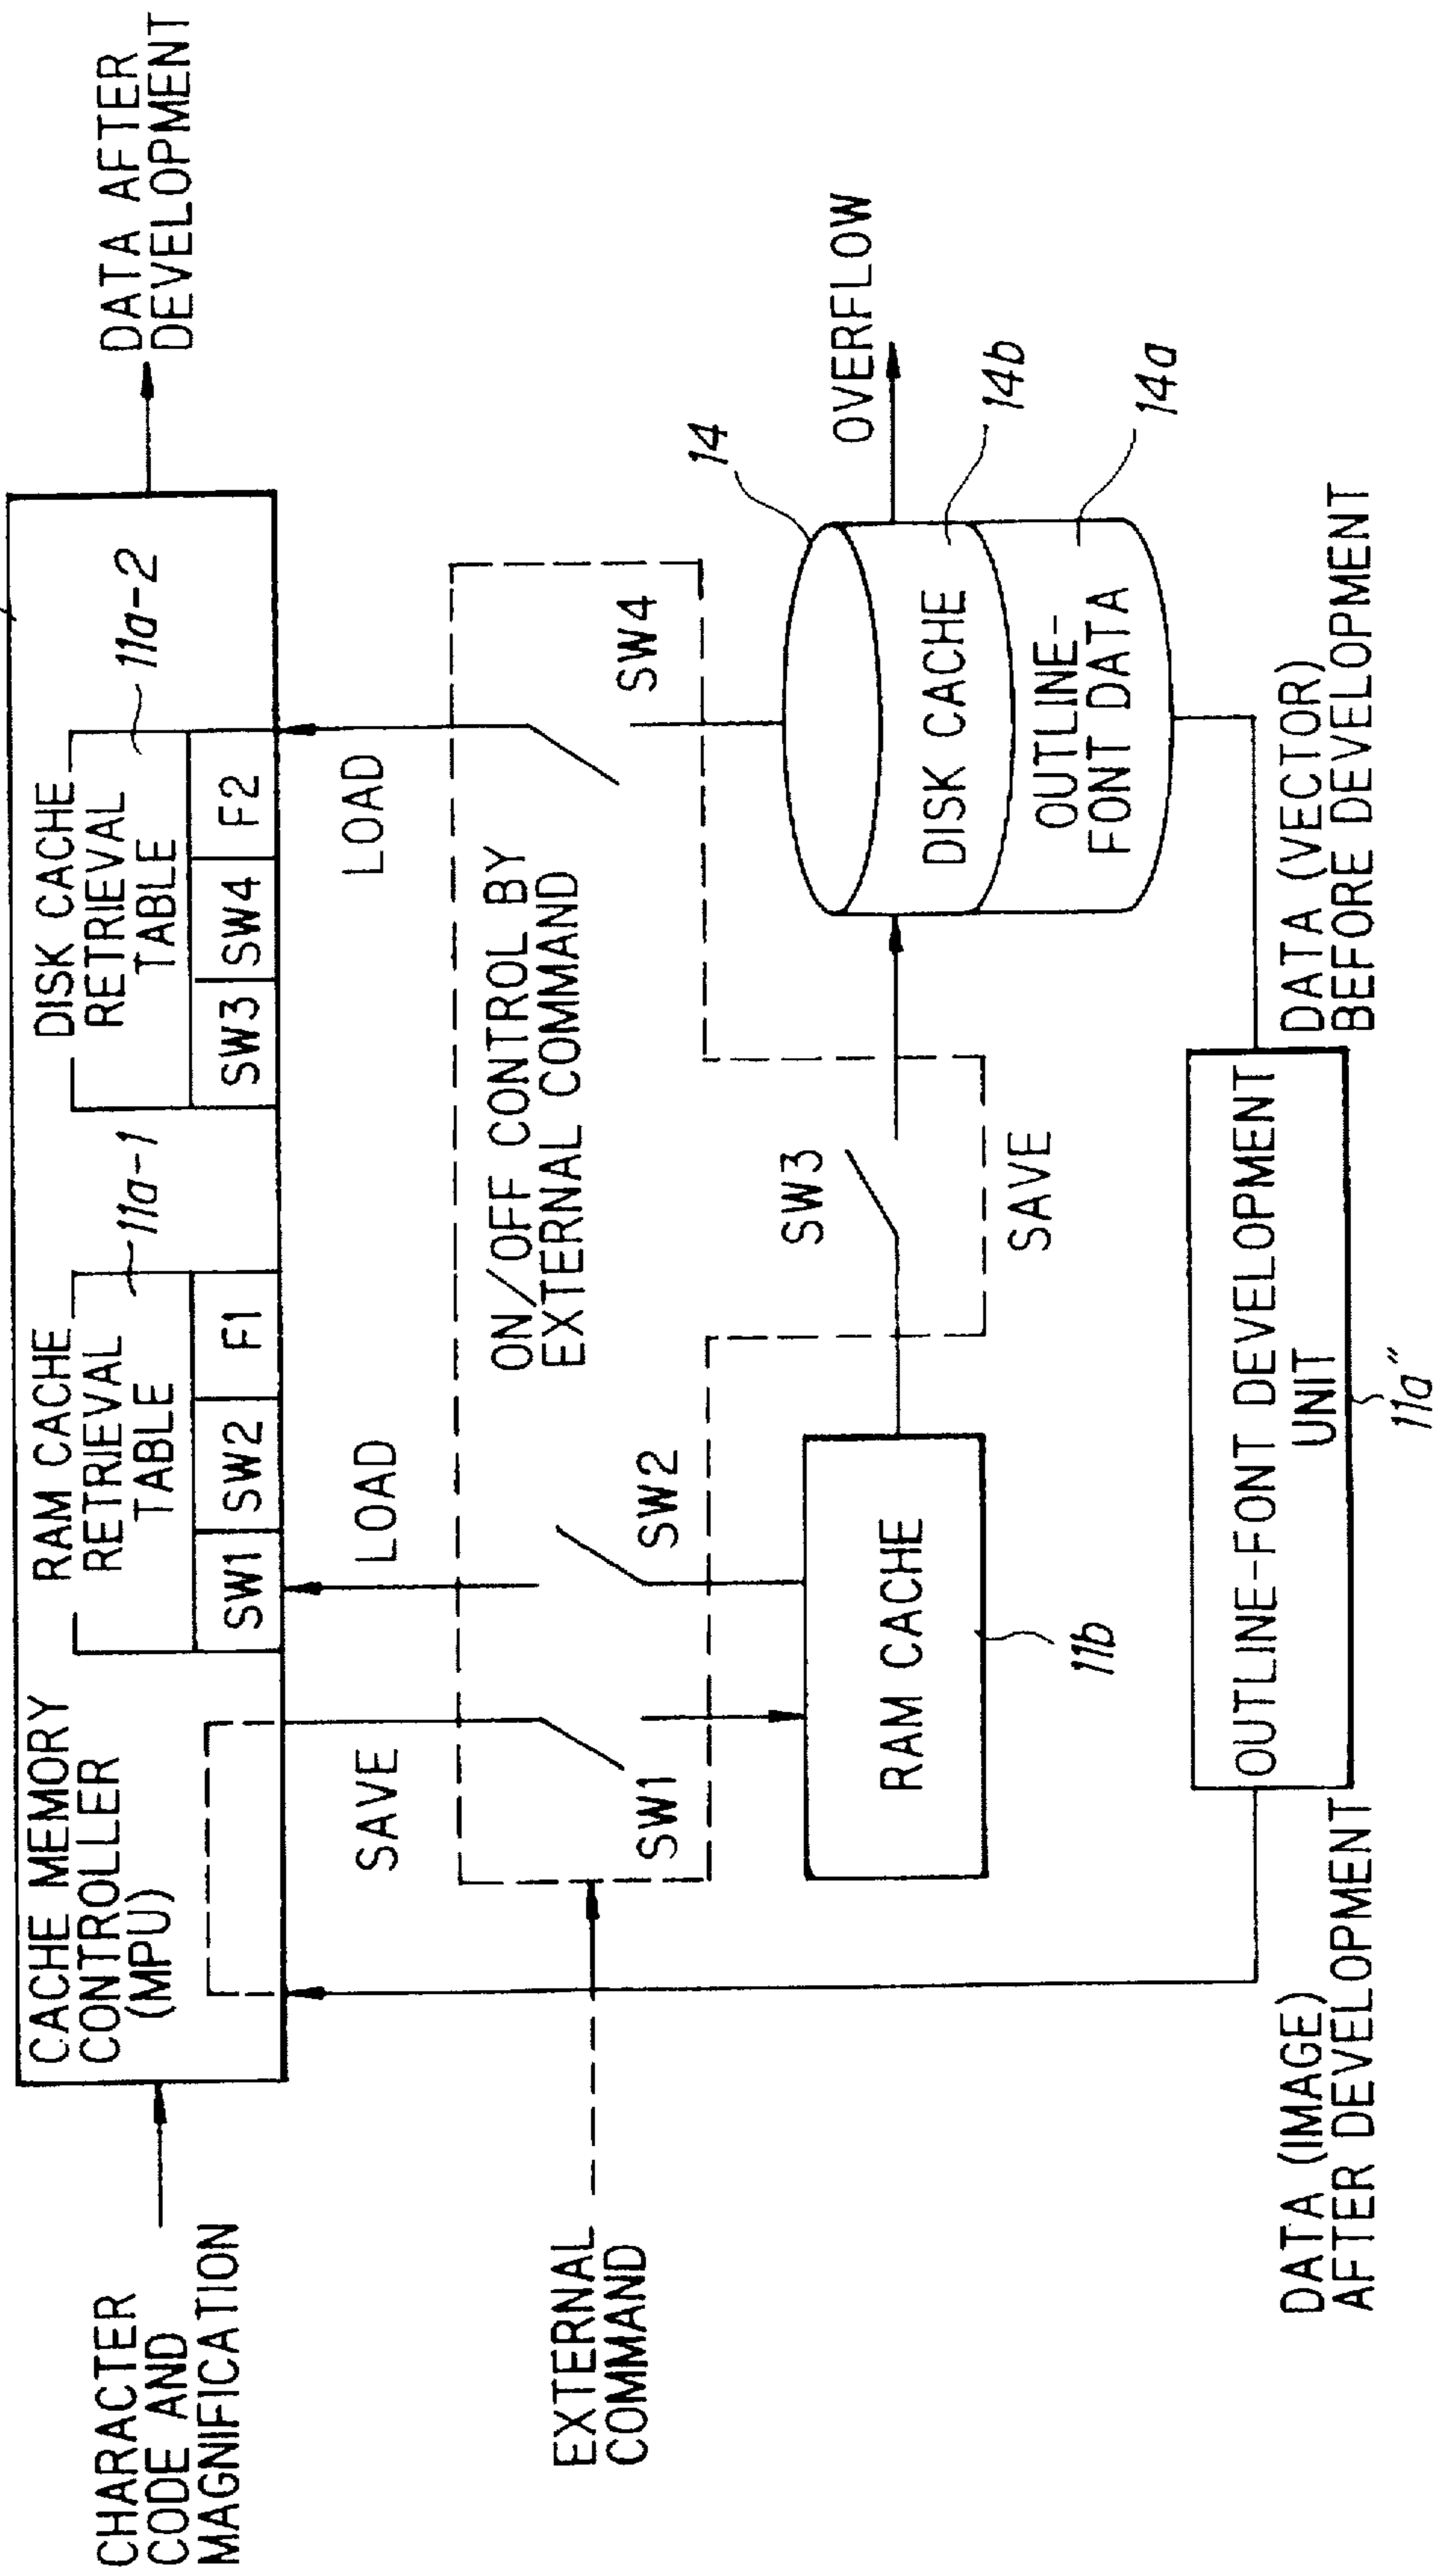 CHARACTER
CODE AND
MAGNIFICATION
CACHE MEMORY
CONTROLLER
(MPU)
RAM CACHE
RETRIEVAL
TABLE
11a-1
SW1 SW2 F1
DISK CACHE
RETRIEVAL
TABLE
11a-2
SW3 SW4 F2
DATA AFTER
DEVELOPMENT
SAVE
LOAD
LOAD
EXTERNAL
COMMAND
ON/OFF CONTROL BY
EXTERNAL COMMAND
SW1
SW2
SW4
SW3
SAVE
RAM CACHE
11b
14
OVERFLOW
DISK CACHE
14b
OUTLINE-
FONT DATA
14a
DATA (IMAGE)
AFTER DEVELOPMENT
OUTLINE-FONT DEVELOPMENT
UNIT
11a"
DATA (VECTOR)
BEFORE DEVELOPMENT